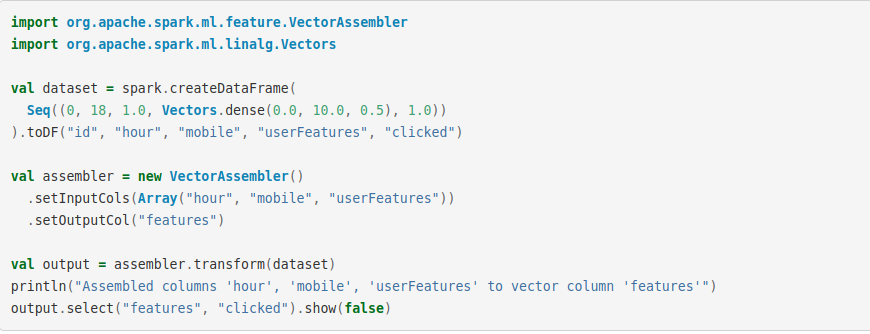 import org.apache.spark.ml.feature.VectorAssembler
import org.apache.spark.ml.linalg.Vectors

val dataset = spark.createDataFrame(
  Seq((0, 18, 1.0, Vectors.dense(0.0, 10.0, 0.5), 1.0))
).toDF("id", "hour", "mobile", "userFeatures", "clicked")

val assembler = new VectorAssembler()
  .setInputCols(Array("hour", "mobile", "userFeatures"))
  .setOutputCol("features")

val output = assembler.transform(dataset)
println("Assembled columns 'hour', 'mobile', 'userFeatures' to vector column 'features'")
output.select("features", "clicked").show(false)